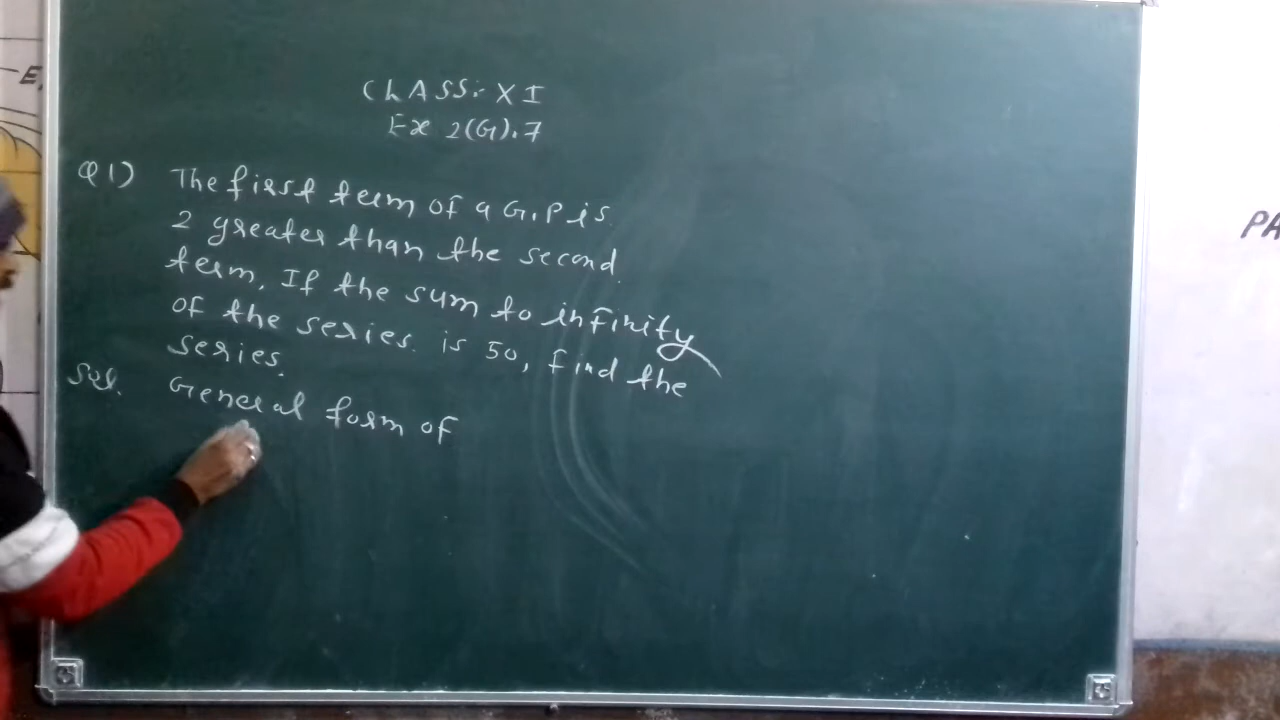 CLASS:- XI
Ex 2(G).7
Q1) The first term of a G.P is
2 greater than the second
term, If the sum to infinity
of the series. is 50, find the
series.
Sol. General form of
E
PA